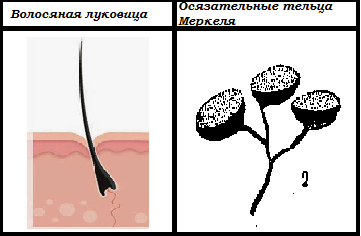 Волосяная луковица
Осязательные тельца
Меркеля
2